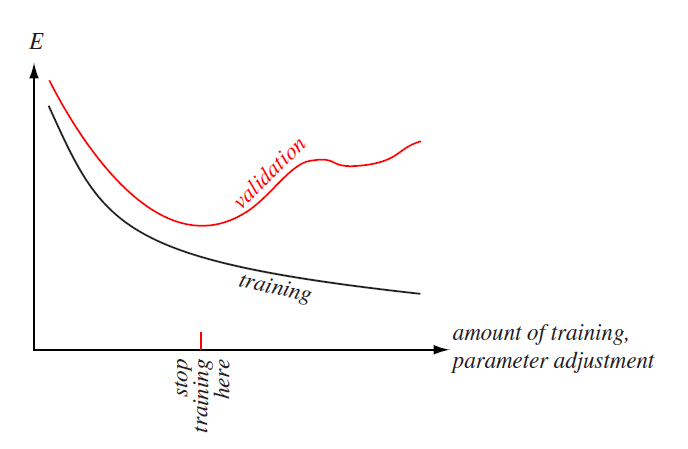 E
validation
training
amount of training,
parameter adjustment
stop
training
here